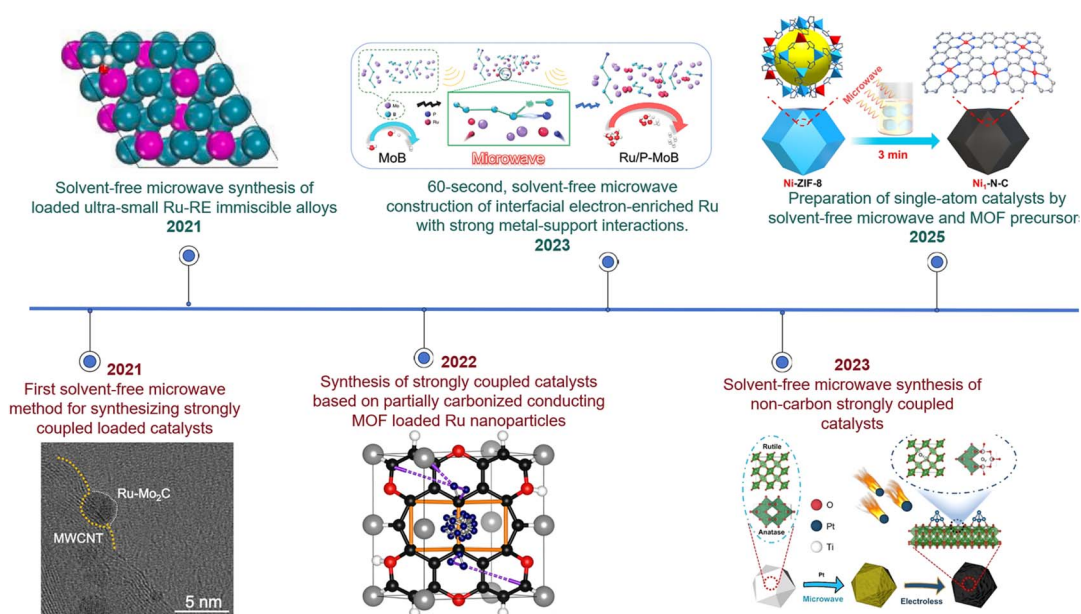 Mo
B
P
Ru
MoB
Microwave
Ru/P-MoB
Microwave
3 min
Ni-ZIF-8
Ni₁-N-C
Solvent-free microwave synthesis of
loaded ultra-small Ru-RE immiscible alloys
2021
60-second, solvent-free microwave
construction of interfacial electron-enriched Ru
with strong metal-support interactions.
2023
Preparation of single-atom catalysts by
solvent-free microwave and MOF precursors
2025
2021
First solvent-free microwave
method for synthesizing strongly
coupled loaded catalysts
2022
Synthesis of strongly coupled catalysts
based on partially carbonized conducting
MOF loaded Ru nanoparticles
2023
Solvent-free microwave synthesis of
non-carbon strongly coupled
catalysts
Ru-Mo₂C
MWCNT
5 nm
Rutile
Anatase
O
Pt
Ti
Pt
Microwave
Electroless